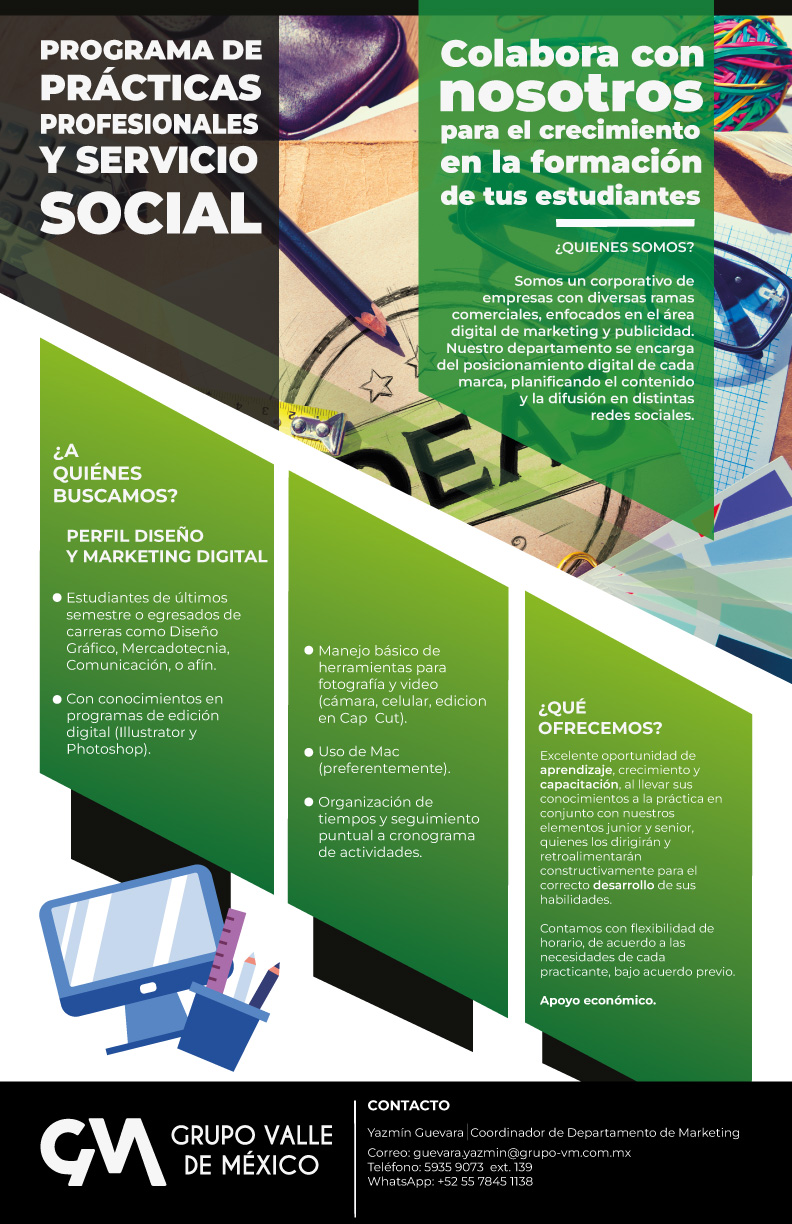 PROGRAMA DE
PRÁCTICAS
PROFESIONALES
Y SERVICIO
SOCIAL
Colabora con
nosotros
para el crecimiento
en la formación
de tus estudiantes
¿QUIENES SOMOS?
Somos un corporativo de
empresas con diversas ramas
comerciales, enfocados en el área
digital de marketing y publicidad.
Nuestro departamento se encarga
del posicionamiento digital de cada
marca, planificando el contenido
y la difusión en distintas
redes sociales.
IDEAS
¿A
QUIÉNES
BUSCAMOS?
PERFIL DISEÑO
Y MARKETING DIGITAL
Estudiantes de últimos
semestre o egresados de
carreras como Diseño
Gráfico, Mercadotecnia,
Comunicación, o afín.
Con conocimientos en
programas de edición
digital (Illustrator y
Photoshop).
Manejo básico de
herramientas para
fotografía y video
(cámara, celular, edicion
en Cap  Cut).
Uso de Mac
(preferentemente).
Organización de
tiempos y seguimiento
puntual a cronograma
de actividades.
¿QUÉ
OFRECEMOS?
Excelente oportunidad de
aprendizaje, crecimiento y
capacitación, al llevar sus
conocimientos a la práctica en
conjunto con nuestros
elementos junior y senior,
quienes los dirigirán y
retroalimentarán
constructivamente para el
correcto desarrollo de sus
habilidades.
Contamos con flexibilidad de
horario, de acuerdo a las
necesidades de cada
practicante, bajo acuerdo previo.
Apoyo económico.
GRUPO VALLE
DE MÉXICO
CONTACTO
Yazmín Guevara | Coordinador de Departamento de Marketing
Correo: guevara.yazmin@grupo-vm.com.mx
Teléfono: 5935 9073  ext. 139
WhatsApp: +52 55 7845 1138